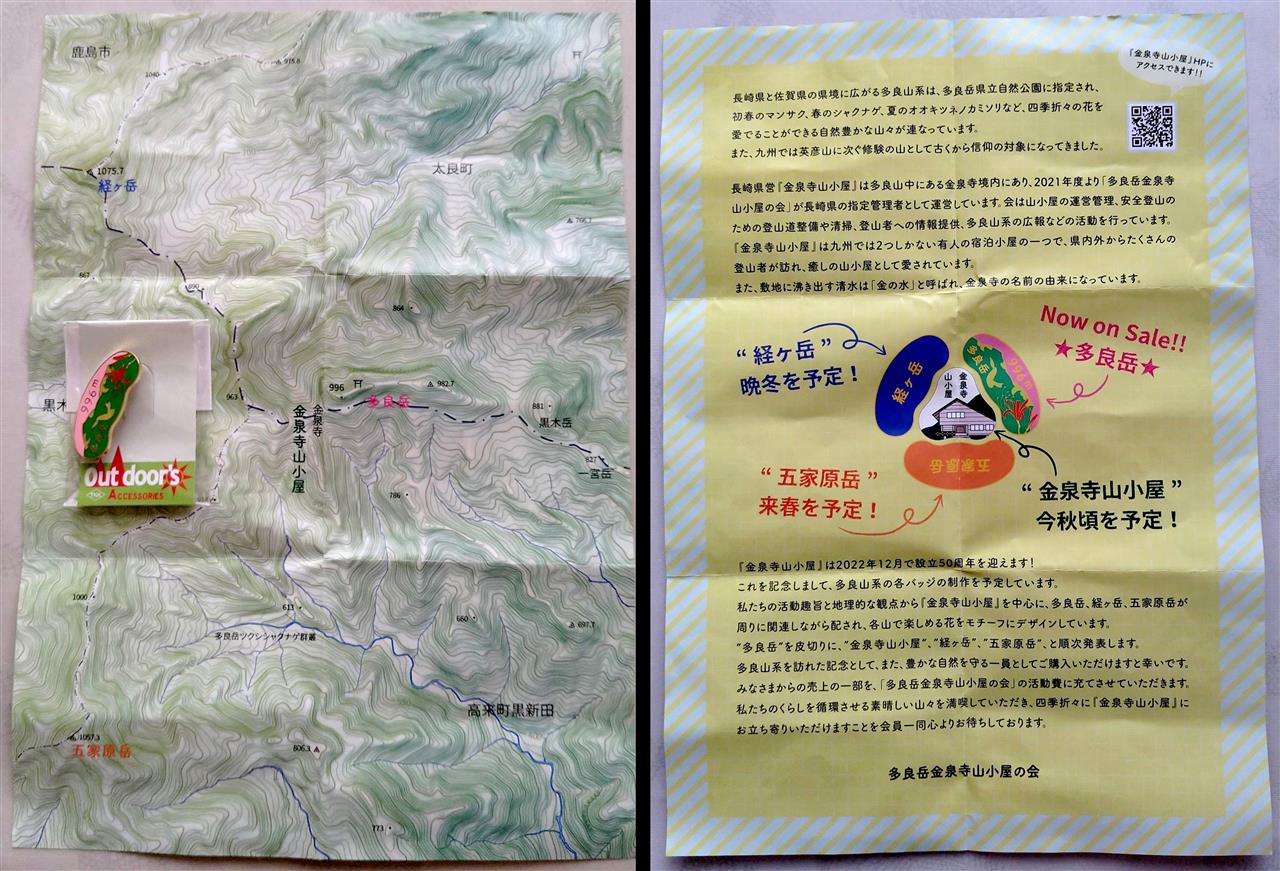 鹿島市
975.8
1040
1075.7
経ヶ岳
太良町
766.7
867
890
864
963
996
982.7
多良岳
金泉寺
金泉寺山小屋
881
黒木岳
827
一宮岳
黒木
996m
多良岳
Outdoor's
ACCESSORIES
786
1000
613
660
697.7
多良岳ツクシシャクナゲ群叢
高来町黒新田
1057.3
五家原岳
806.3
773
『金泉寺山小屋』HPに
アクセスできます!!
長崎県と佐賀県の県境に広がる多良山系は、多良岳県立自然公園に指定され、
初春のマンサク、春のシャクナゲ、夏のオオキツネノカミソリなど、四季折々の花を
愛でることができる自然豊かな山々が連なっています。
また、九州では英彦山に次ぐ修験の山として古くから信仰の対象になってきました。
長崎県営『金泉寺山小屋』は多良山中にある金泉寺境内にあり、2021年度より「多良岳金泉寺
山小屋の会」が長崎県の指定管理者として運営しています。会は山小屋の運営管理、安全登山の
ための登山道整備や清掃、登山者への情報提供、多良山系の広報などの活動を行っています。
『金泉寺山小屋』は九州では2つしかない有人の宿泊小屋の一つで、県内外からたくさんの
登山者が訪れ、癒しの山小屋として愛されています。
また、敷地に沸き出す清水は「金の水」と呼ばれ、金泉寺の名前の由来になっています。
Now on Sale!!
★多良岳★
“経ヶ岳”
晩冬を予定！
経ヶ岳
多良岳
996m
金泉寺
山小屋
五家原岳
“五家原岳”
来春を予定！
“金泉寺山小屋”
今秋頃を予定！
『金泉寺山小屋』は2022年12月で設立50周年を迎えます！
これを記念しまして、多良山系の各バッジの制作を予定しています。
私たちの活動趣旨と地理的な観点から『金泉寺山小屋』を中心に、多良岳、経ヶ岳、五家原岳が
周りに関連しながら配され、各山で楽しめる花をモチーフにデザインしています。
“多良岳”を皮切りに、“金泉寺山小屋”、“経ヶ岳”、“五家原岳”、と順次発表します。
多良山系を訪れた記念として、また、豊かな自然を守る一員としてご購入いただけますと幸いです。
みなさまからの売上の一部を、「多良岳金泉寺山小屋の会」の活動費に充てさせていただきます。
私たちのくらしを循環させる素晴しい山々を満喫していただき、四季折々に『金泉寺山小屋』に
お立ち寄りいただけますことを会員一同心よりお待ちしております。
多良岳金泉寺山小屋の会